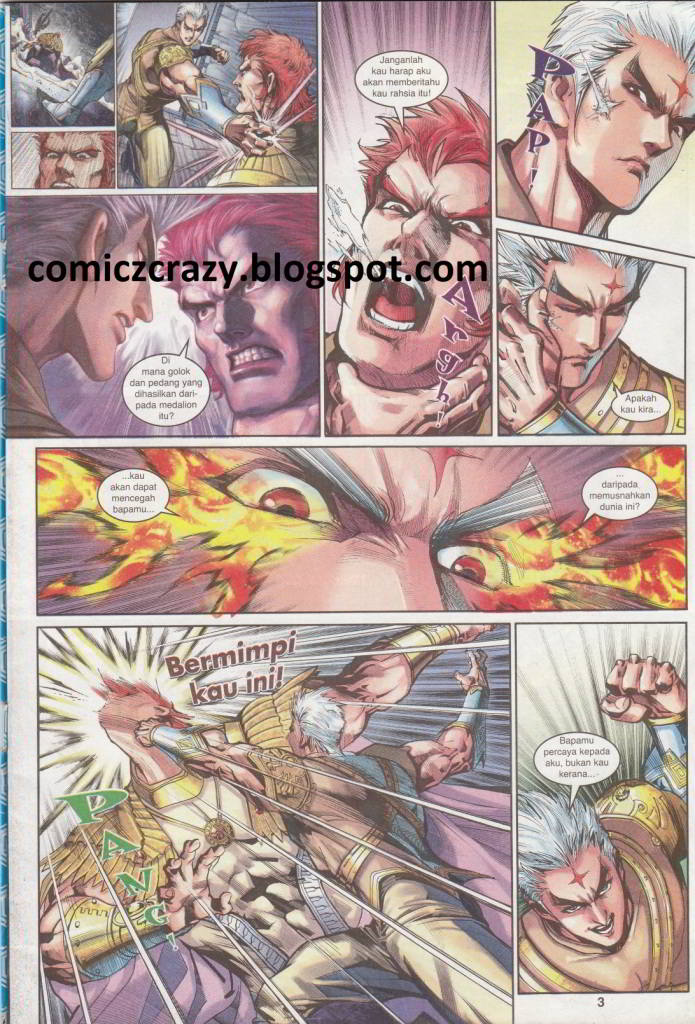 comiczcrazy.blogspot.com
Di
mana golok
dan pedang yang
dihasilkan dari-
pada medalion
itu?
Janganlah
kau harap aku
akan memberitahu
kau rahsia itu!
Argh!
PAP!
Apakah
kau kira...
...kau
akan dapat
mencegah
bapamu...
...
daripada
memusnahkan
dunia ini?
Bermimpi
kau ini!
PANG!
Bapamu
percaya kepada
aku, bukan kau
kerana...
3